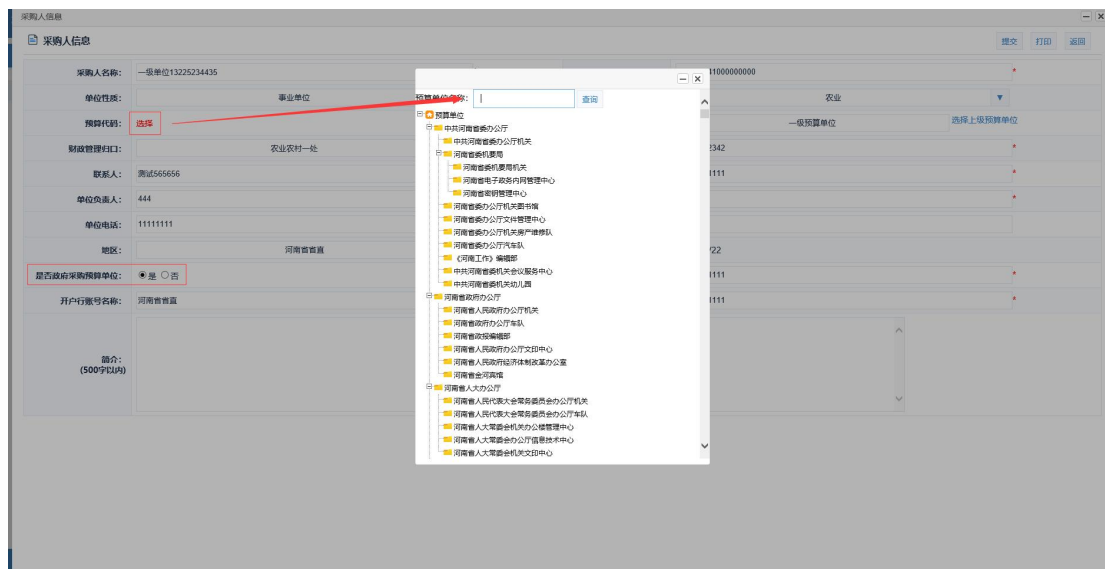 采购人信息
采购人信息 提交 打印 返回
采购人名称: 一级单位13225234435 11000000000 *
单位性质: 事业单位 农业
预算代码: 选择 一级预算单位 选择上级预算单位
财政管理归口: 农业农村一处 2342 *
联系人: 测试565656 1111 *
单位负责人: 444 *
单位电话: 11111111
地区: 河南省省直 /22
是否政府采购预算单位: 是 否 1111 *
开户行账号名称: 河南省省直 1111 *
简介:
(500字以内)
预算单位名称: 查询
预算单位
中共河南省委办公厅
中共河南省委办公厅机关
河南省委机要局
河南省委机要局机关
河南省电子政务内网管理中心
河南省密钥管理中心
河南省委办公厅机关图书馆
河南省委办公厅文件管理中心
河南省委办公厅机关房产维修队
河南省委办公厅汽车队
《河南工作》编辑部
中共河南省委机关会议服务中心
中共河南省委机关幼儿园
河南省政府办公厅
河南省人民政府办公厅机关
河南省政府办公厅车队
河南省政报编辑部
河南省人民政府办公厅文印中心
河南省人民政府经济体制改革办公室
河南省金河宾馆
河南省人大办公厅
河南省人民代表大会常务委员会办公厅机关
河南省人民代表大会常务委员会办公厅车队
河南省人大常委会机关办公楼管理中心
河南省人大常委会办公厅信息技术中心
河南省人大常委会机关文印中心